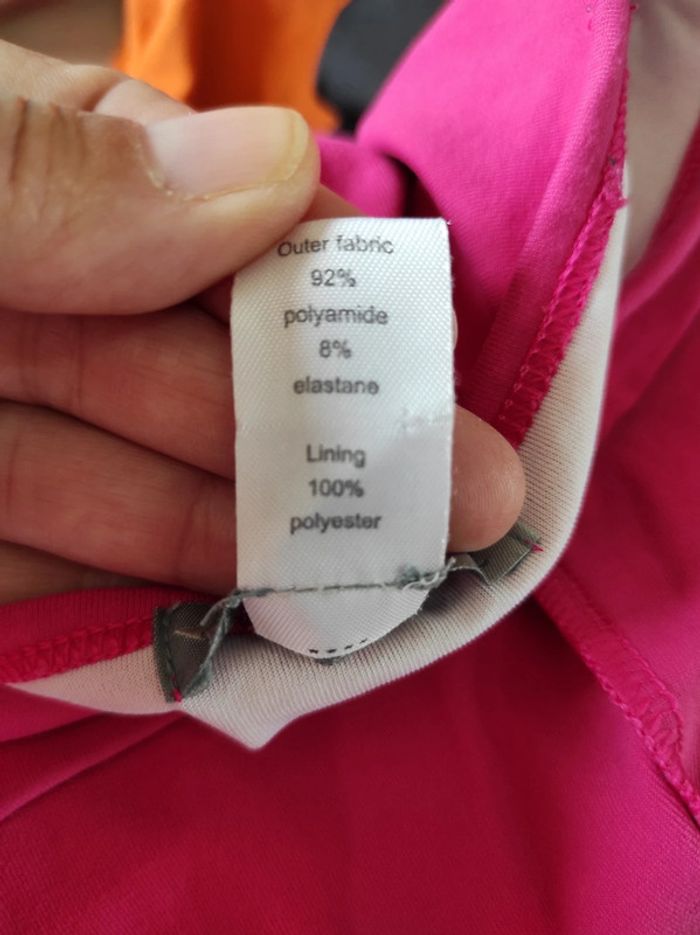 Outer fabric
92%
polyamide
8%
elastane
Lining
100%
polyester